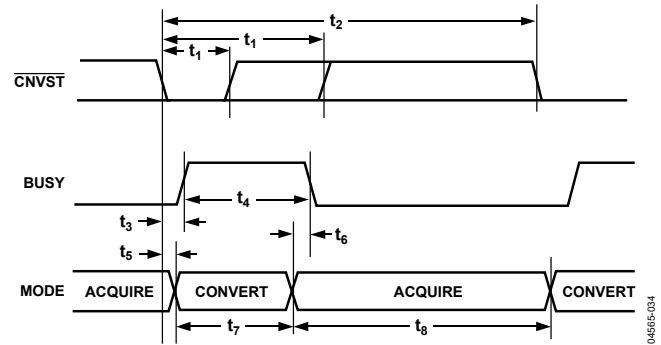 t2
t1
t1
CNVST
BUSY
t4
t3
t6
t5
MODE ACQUIRE CONVERT ACQUIRE CONVERT
t7 t8
04565-034